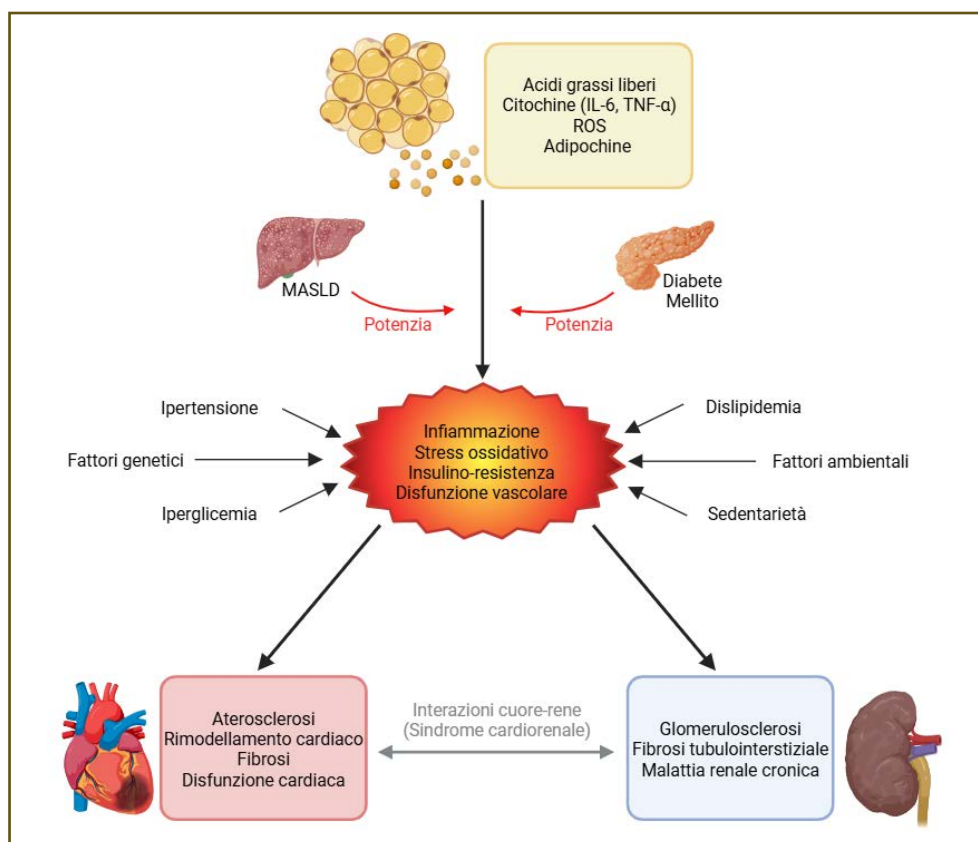 Acidi grassi liberi
Citochine (IL-6, TNF-α)
ROS
Adipochine
MASLD
Diabete
Mellito
Potenzia
Potenzia
Ipertensione
Dislipidemia
Infiammazione
Stress ossidativo
Insulino-resistenza
Disfunzione vascolare
Fattori genetici
Fattori ambientali
Iperglicemia
Sedentarietà
Interazioni cuore-rene
(Sindrome cardiorenale)
Aterosclerosi
Rimodellamento cardiaco
Fibrosi
Disfunzione cardiaca
Glomerulosclerosi
Fibrosi tubulointerstiziale
Malattia renale cronica